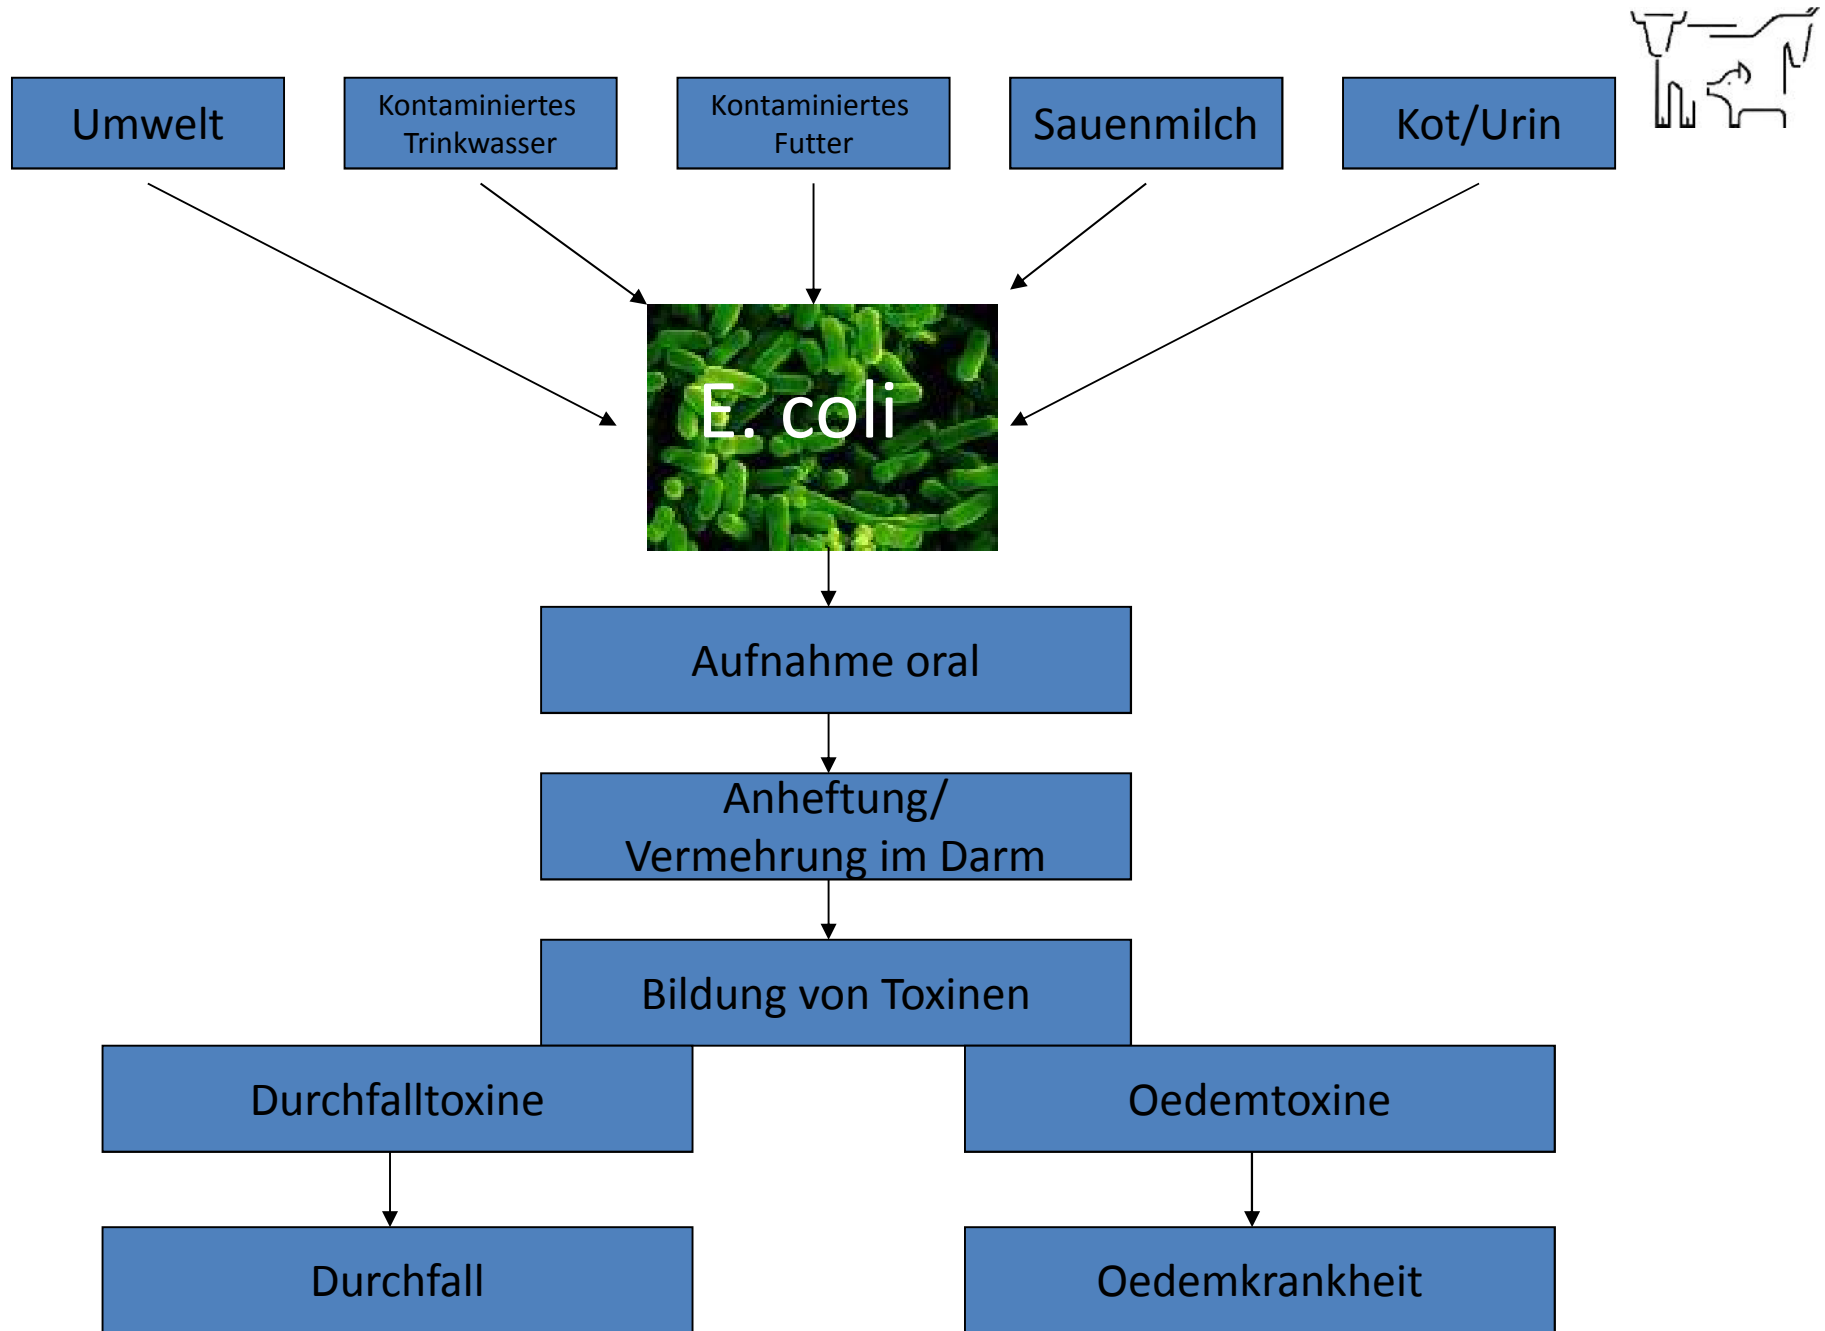 Umwelt
Kontaminiertes
Trinkwasser
Kontaminiertes
Futter
Sauenmilch
Kot/Urin
E. coli
Aufnahme oral
Anheftung/
Vermehrung im Darm
Bildung von Toxinen
Durchfalltoxine
Oedemtoxine
Durchfall
Oedemkrankheit